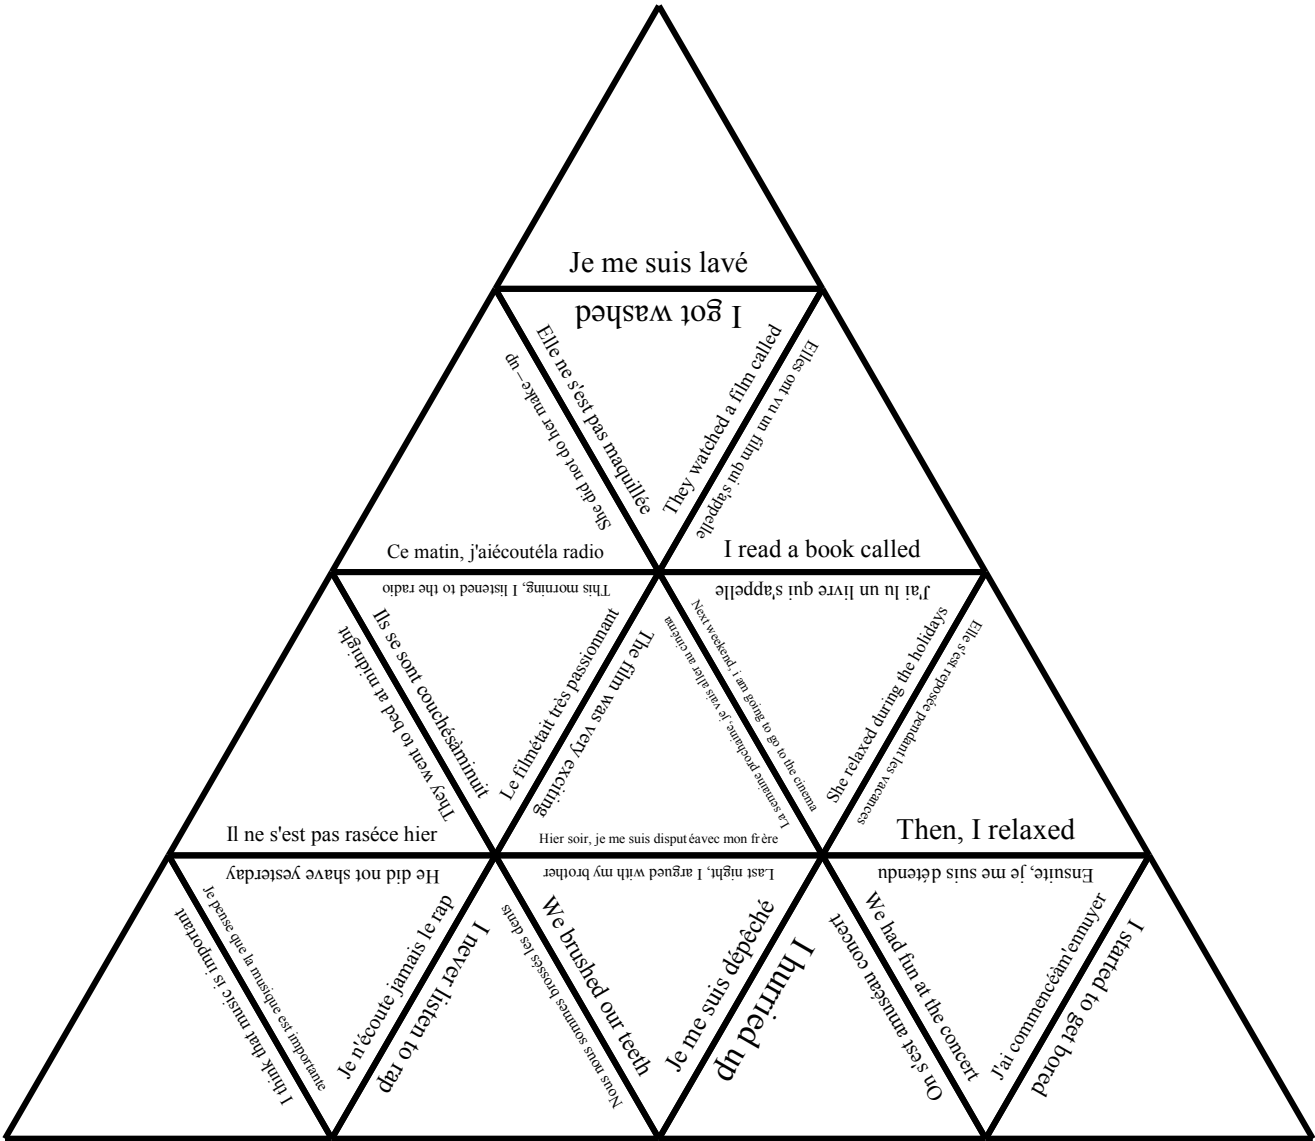 Je me suis lavé
I got washed
Elle ne s'est pas maquillée
She did not do her make-up
They watched a film called
Elles ont vu un film qui s'appelle
Ce matin, j'aiécoutéla radio
This morning, I listened to the radio
I read a book called
J'ai lu un livre qui s'appelle
Ils se sont couchésàminuit
They went to bed at midnight
Le filmétait très passionnant
The film was very exciting
Next weekend, i am going to go to the cinema
La semaine prochaine, je vais aller au cinéma
She relaxed during the holidays
Elle s'est reposée pendant les vacances
Il ne s'est pas raséce hier
He did not shave yesterday
Hier soir, je me suis disputéavec mon frère
Last night, I argued with my brother
Then, I relaxed
Ensuite, je me suis détendu
Je pense que la musique est importante
I think that music is important
Je n'écoute jamais le rap
I never listen to rap
We brushed our teeth
Nous nous sommes brossés les dents
Je me suis dépêché
I hurried up
We had fun at the concert
On s'est amuséau concert
J'ai commencéàm'ennuyer
I started to get bored